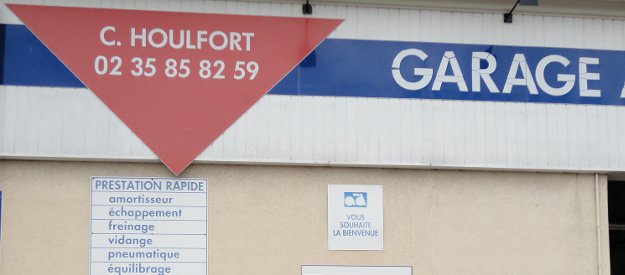 C. HOULFORT
02 35 85 82 59
GARAGE
PRESTATION RAPIDE
amortisseur
échappement
freinage
vidange
pneumatique
équilibrage
VOUS
SOUHAITE
LA BIENVENUE